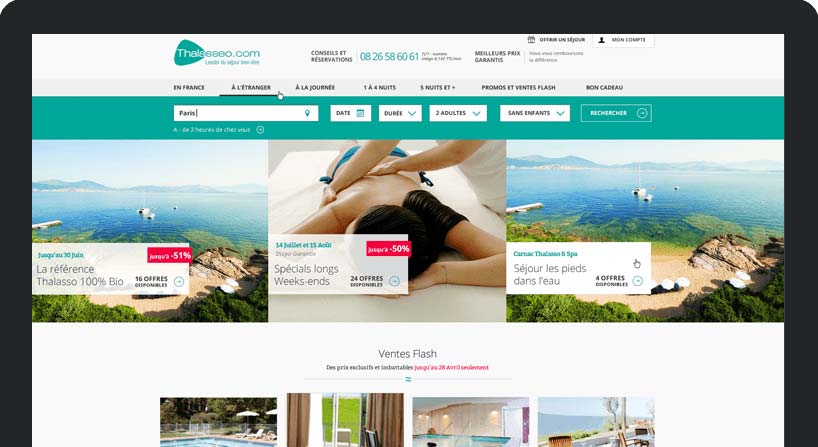 OFFRIR UN SÉJOUR
MON COMPTE
Thalasseo.com
Leader du séjour bien-être
CONSEILS ET
RÉSERVATIONS
08 26 58 60 61
7j/7 - numéro
indigo 0,15€ TTC/min
MEILLEURS PRIX
GARANTIS
Nous vous remboursons
la différence
EN FRANCE
À L'ÉTRANGER
À LA JOURNÉE
1 À 4 NUITS
5 NUITS ET +
PROMOS ET VENTES FLASH
BON CADEAU
Paris
DATE
DURÉE
2 ADULTES
SANS ENFANTS
RECHERCHER
A - de 2 heures de chez vous
Jusqu'au 30 Juin
jusqu'à -51%
La référence
Thalasso 100% Bio
16 OFFRES
DISPONIBLES
14 Juillet et 15 Août
Dispo Garantie
jusqu'à -50%
Spécials longs
Weeks-ends
24 OFFRES
DISPONIBLES
Carnac Thalasso & Spa
Séjour les pieds
dans l'eau
4 OFFRES
DISPONIBLES
Ventes Flash
Des prix exclusifs et imbattables jusqu'au 28 Avril seulement